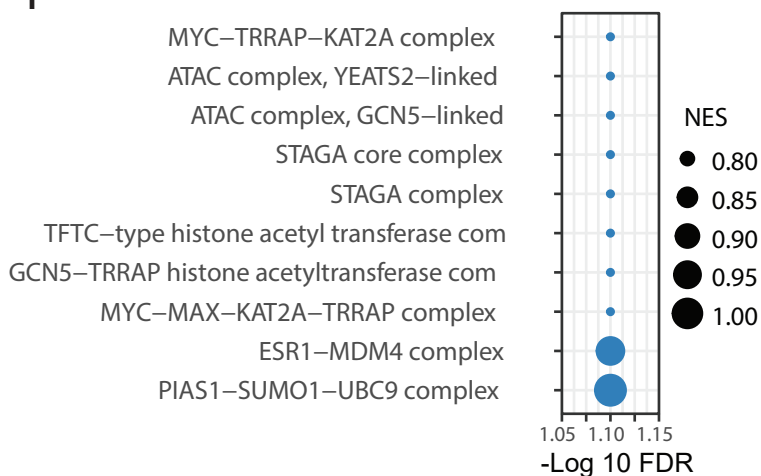 MYC−TRRAP−KAT2A complex
ATAC complex, YEATS2−linked
ATAC complex, GCN5−linked
STAGA core complex
STAGA complex
TFTC−type histone acetyl transferase com
GCN5−TRRAP histone acetyltransferase com
MYC−MAX−KAT2A−TRRAP complex
ESR1−MDM4 complex
PIAS1−SUMO1−UBC9 complex
1.05 1.10 1.15
-Log 10 FDR
NES
0.80
0.85
0.90
0.95
1.00